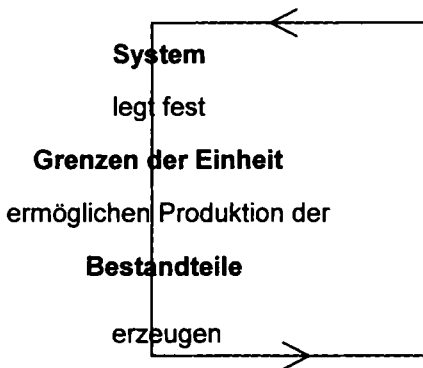 System
legt fest
Grenzen der Einheit
ermöglichen Produktion der
Bestandteile
erzeugen